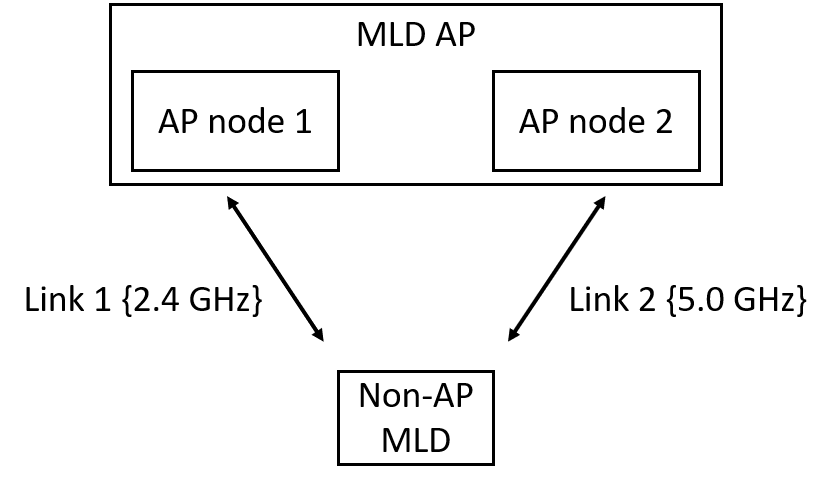 MLD AP
AP node 1
AP node 2
Link 1 {2.4 GHz}
Link 2 {5.0 GHz}
Non-AP
MLD